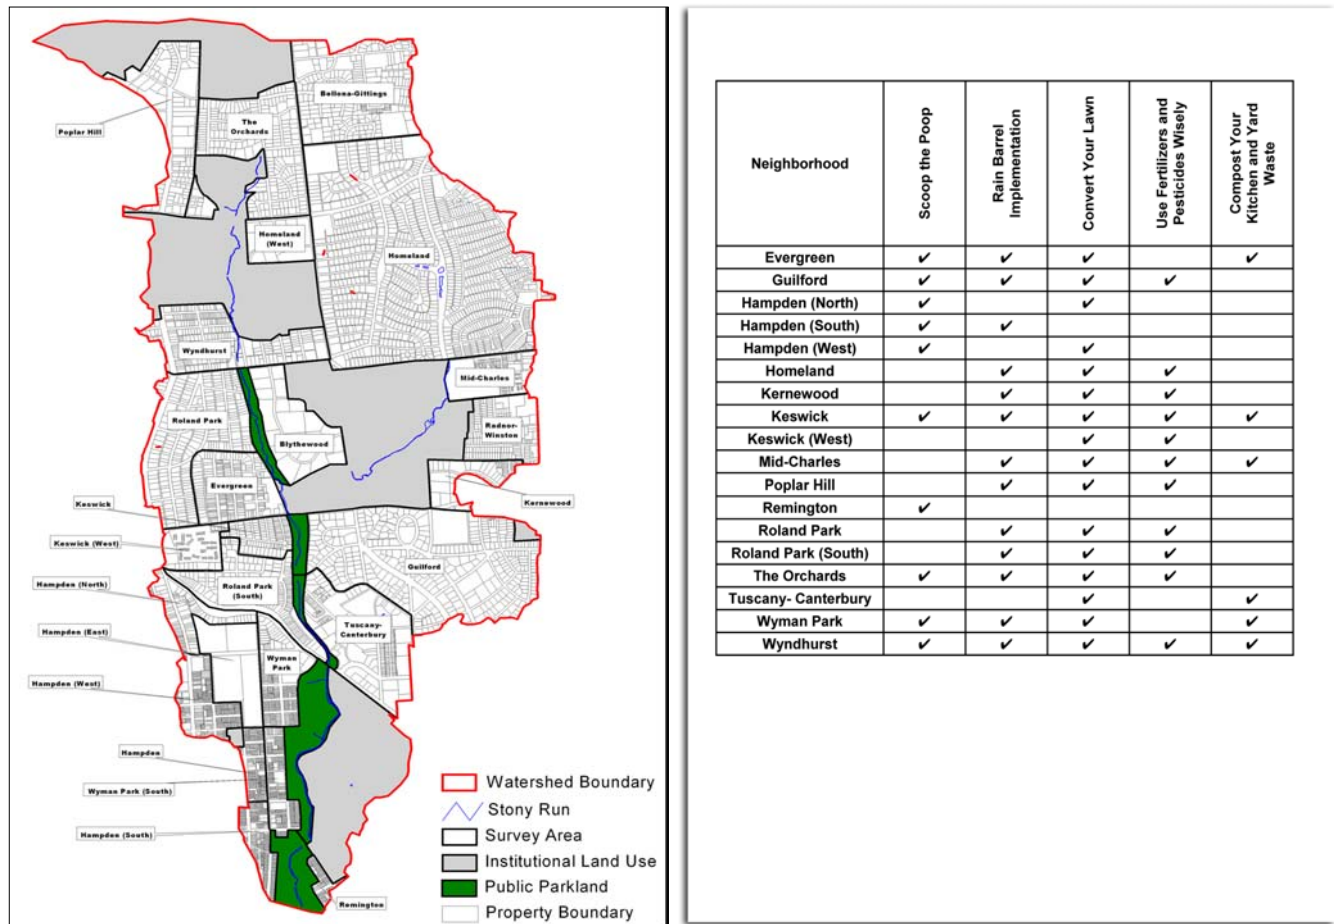 Bellona-Gittings
The
Orchards
Poplar Hill
Homeland
(West)
Homeland
Wyndhurst
Mid-Charles
Roland Park
Radnor-
Winston
Blythewood
Evergreen
Keswick
Kernewood
Keswick (West)
Guilford
Hampden (North)
Roland Park
(South)
Hampden (East)
Tuscany-
Canterbury
Wyman
Park
Hampden (West)
Hampden
Wyman Park (South)
Hampden (South)
Remington
Watershed Boundary
Stony Run
Survey Area
Institutional Land Use
Public Parkland
Property Boundary
Neighborhood
Scoop the Poop
Rain Barrel
Implementation
Convert Your Lawn
Use Fertilizers and
Pesticides Wisely
Compost Your
Kitchen and Yard
Waste
Evergreen ✔ ✔ ✔ ✔
Guilford ✔ ✔ ✔ ✔
Hampden (North) ✔ ✔
Hampden (South) ✔ ✔
Hampden (West) ✔ ✔
Homeland ✔ ✔ ✔
Kernewood ✔ ✔ ✔
Keswick ✔ ✔ ✔ ✔ ✔
Keswick (West) ✔ ✔
Mid-Charles ✔ ✔ ✔ ✔
Poplar Hill ✔ ✔ ✔
Remington ✔
Roland Park ✔ ✔ ✔
Roland Park (South) ✔ ✔ ✔
The Orchards ✔ ✔ ✔ ✔
Tuscany- Canterbury ✔ ✔
Wyman Park ✔ ✔ ✔ ✔
Wyndhurst ✔ ✔ ✔ ✔ ✔